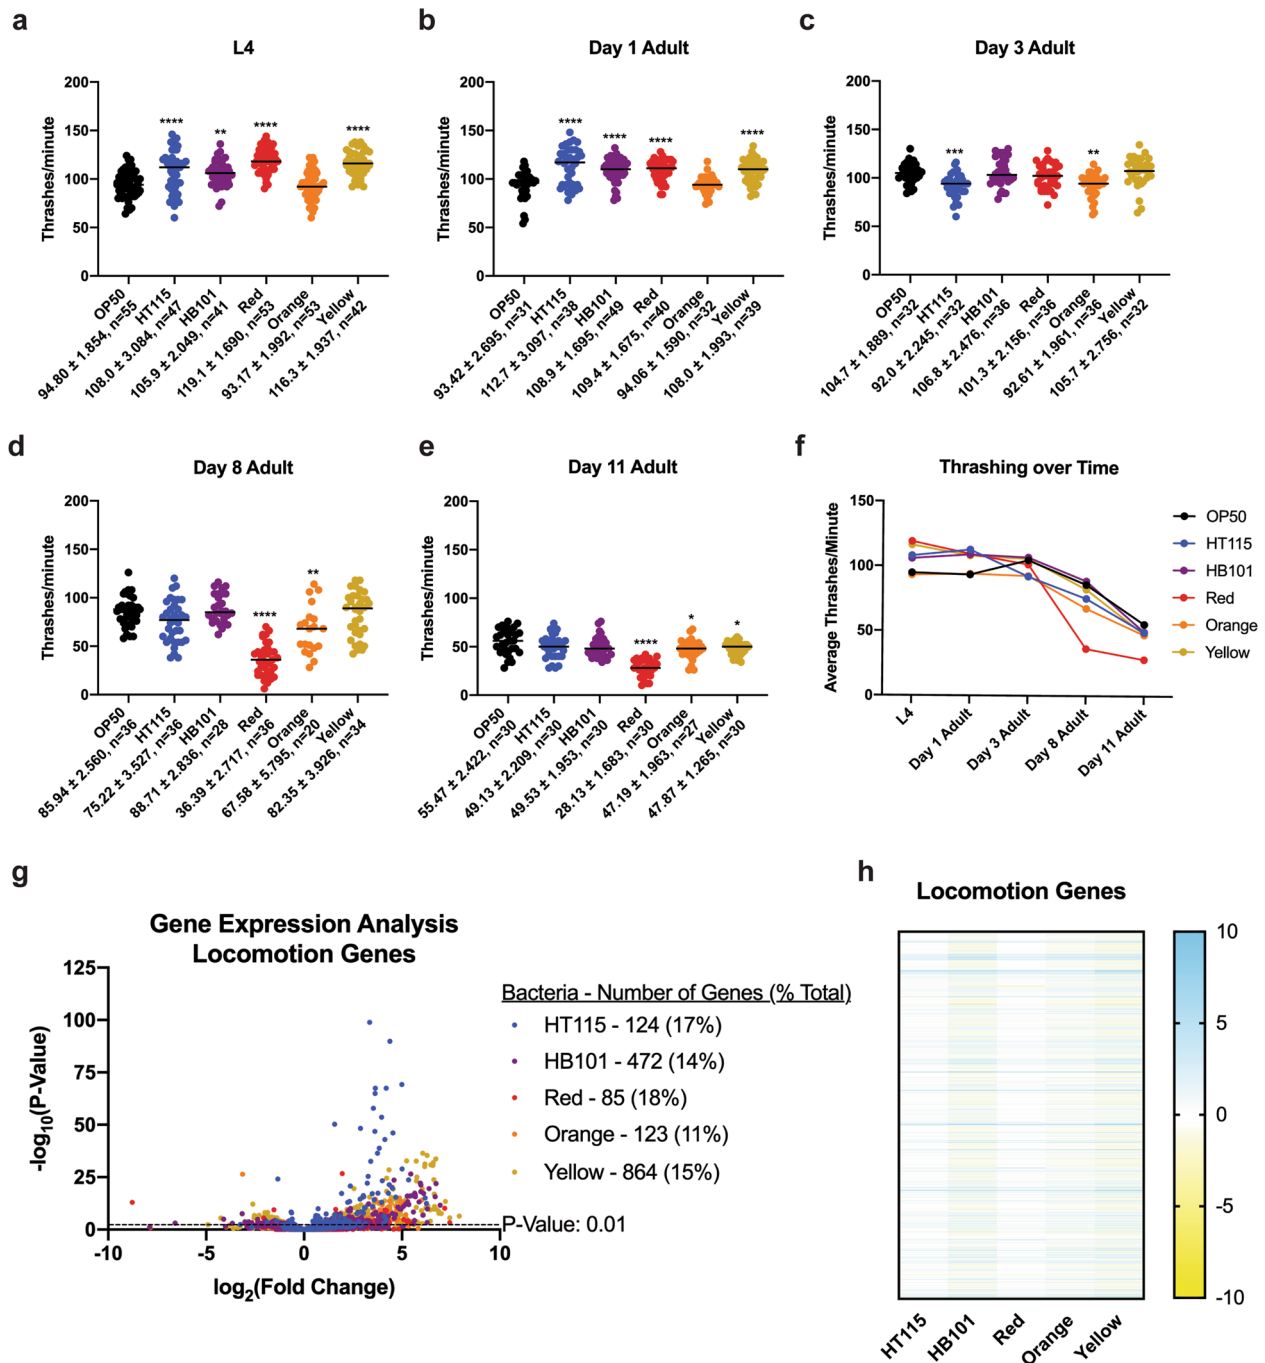 a
L4
200
150
100
50
0
Thrashes/minute
****
**
****
****
OP50
94.80 ± 1.854, n=55
HT115
108.0 ± 3.084, n=47
HB101
105.9 ± 2.049, n=41
Red
119.1 ± 1.690, n=53
Orange
93.17 ± 1.992, n=53
Yellow
116.3 ± 1.937, n=42
b
Day 1 Adult
200
150
100
50
0
Thrashes/minute
****
****
****
****
OP50
93.42 ± 2.695, n=31
HT115
112.7 ± 3.097, n=38
HB101
108.9 ± 1.695, n=49
Red
109.4 ± 1.675, n=40
Orange
94.06 ± 1.590, n=32
Yellow
108.0 ± 1.993, n=39
c
Day 3 Adult
200
150
100
50
0
Thrashes/minute
***
**
OP50
104.7 ± 1.889, n=32
HT115
92.0 ± 2.245, n=32
HB101
106.8 ± 2.476, n=36
Red
101.3 ± 2.156, n=36
Orange
92.61 ± 1.961, n=36
Yellow
105.7 ± 2.756, n=32
d
Day 8 Adult
200
150
100
50
0
Thrashes/minute
****
**
OP50
85.94 ± 2.560, n=36
HT115
75.22 ± 3.527, n=36
HB101
88.71 ± 2.836, n=28
Red
36.39 ± 2.717, n=36
Orange
67.58 ± 5.795, n=20
Yellow
82.35 ± 3.926, n=34
e
Day 11 Adult
200
150
100
50
0
Thrashes/minute
****
*
*
OP50
55.47 ± 2.422, n=30
HT115
49.13 ± 2.209, n=30
HB101
49.53 ± 1.953, n=30
Red
28.13 ± 1.683, n=30
Orange
47.19 ± 1.963, n=27
Yellow
47.87 ± 1.265, n=30
f
Thrashing over Time
150
100
50
0
Average Thrashes/Minute
L4
Day 1 Adult
Day 3 Adult
Day 8 Adult
Day 11 Adult
OP50
HT115
HB101
Red
Orange
Yellow
g
Gene Expression Analysis
Locomotion Genes
125
100
75
50
25
0
-log10(P-Value)
-10
-5
0
5
10
log2(Fold Change)
Bacteria - Number of Genes (% Total)
HT115 - 124 (17%)
HB101 - 472 (14%)
Red - 85 (18%)
Orange - 123 (11%)
Yellow - 864 (15%)
P-Value: 0.01
h
Locomotion Genes
10
5
0
-5
-10
HT115
HB101
Red
Orange
Yellow